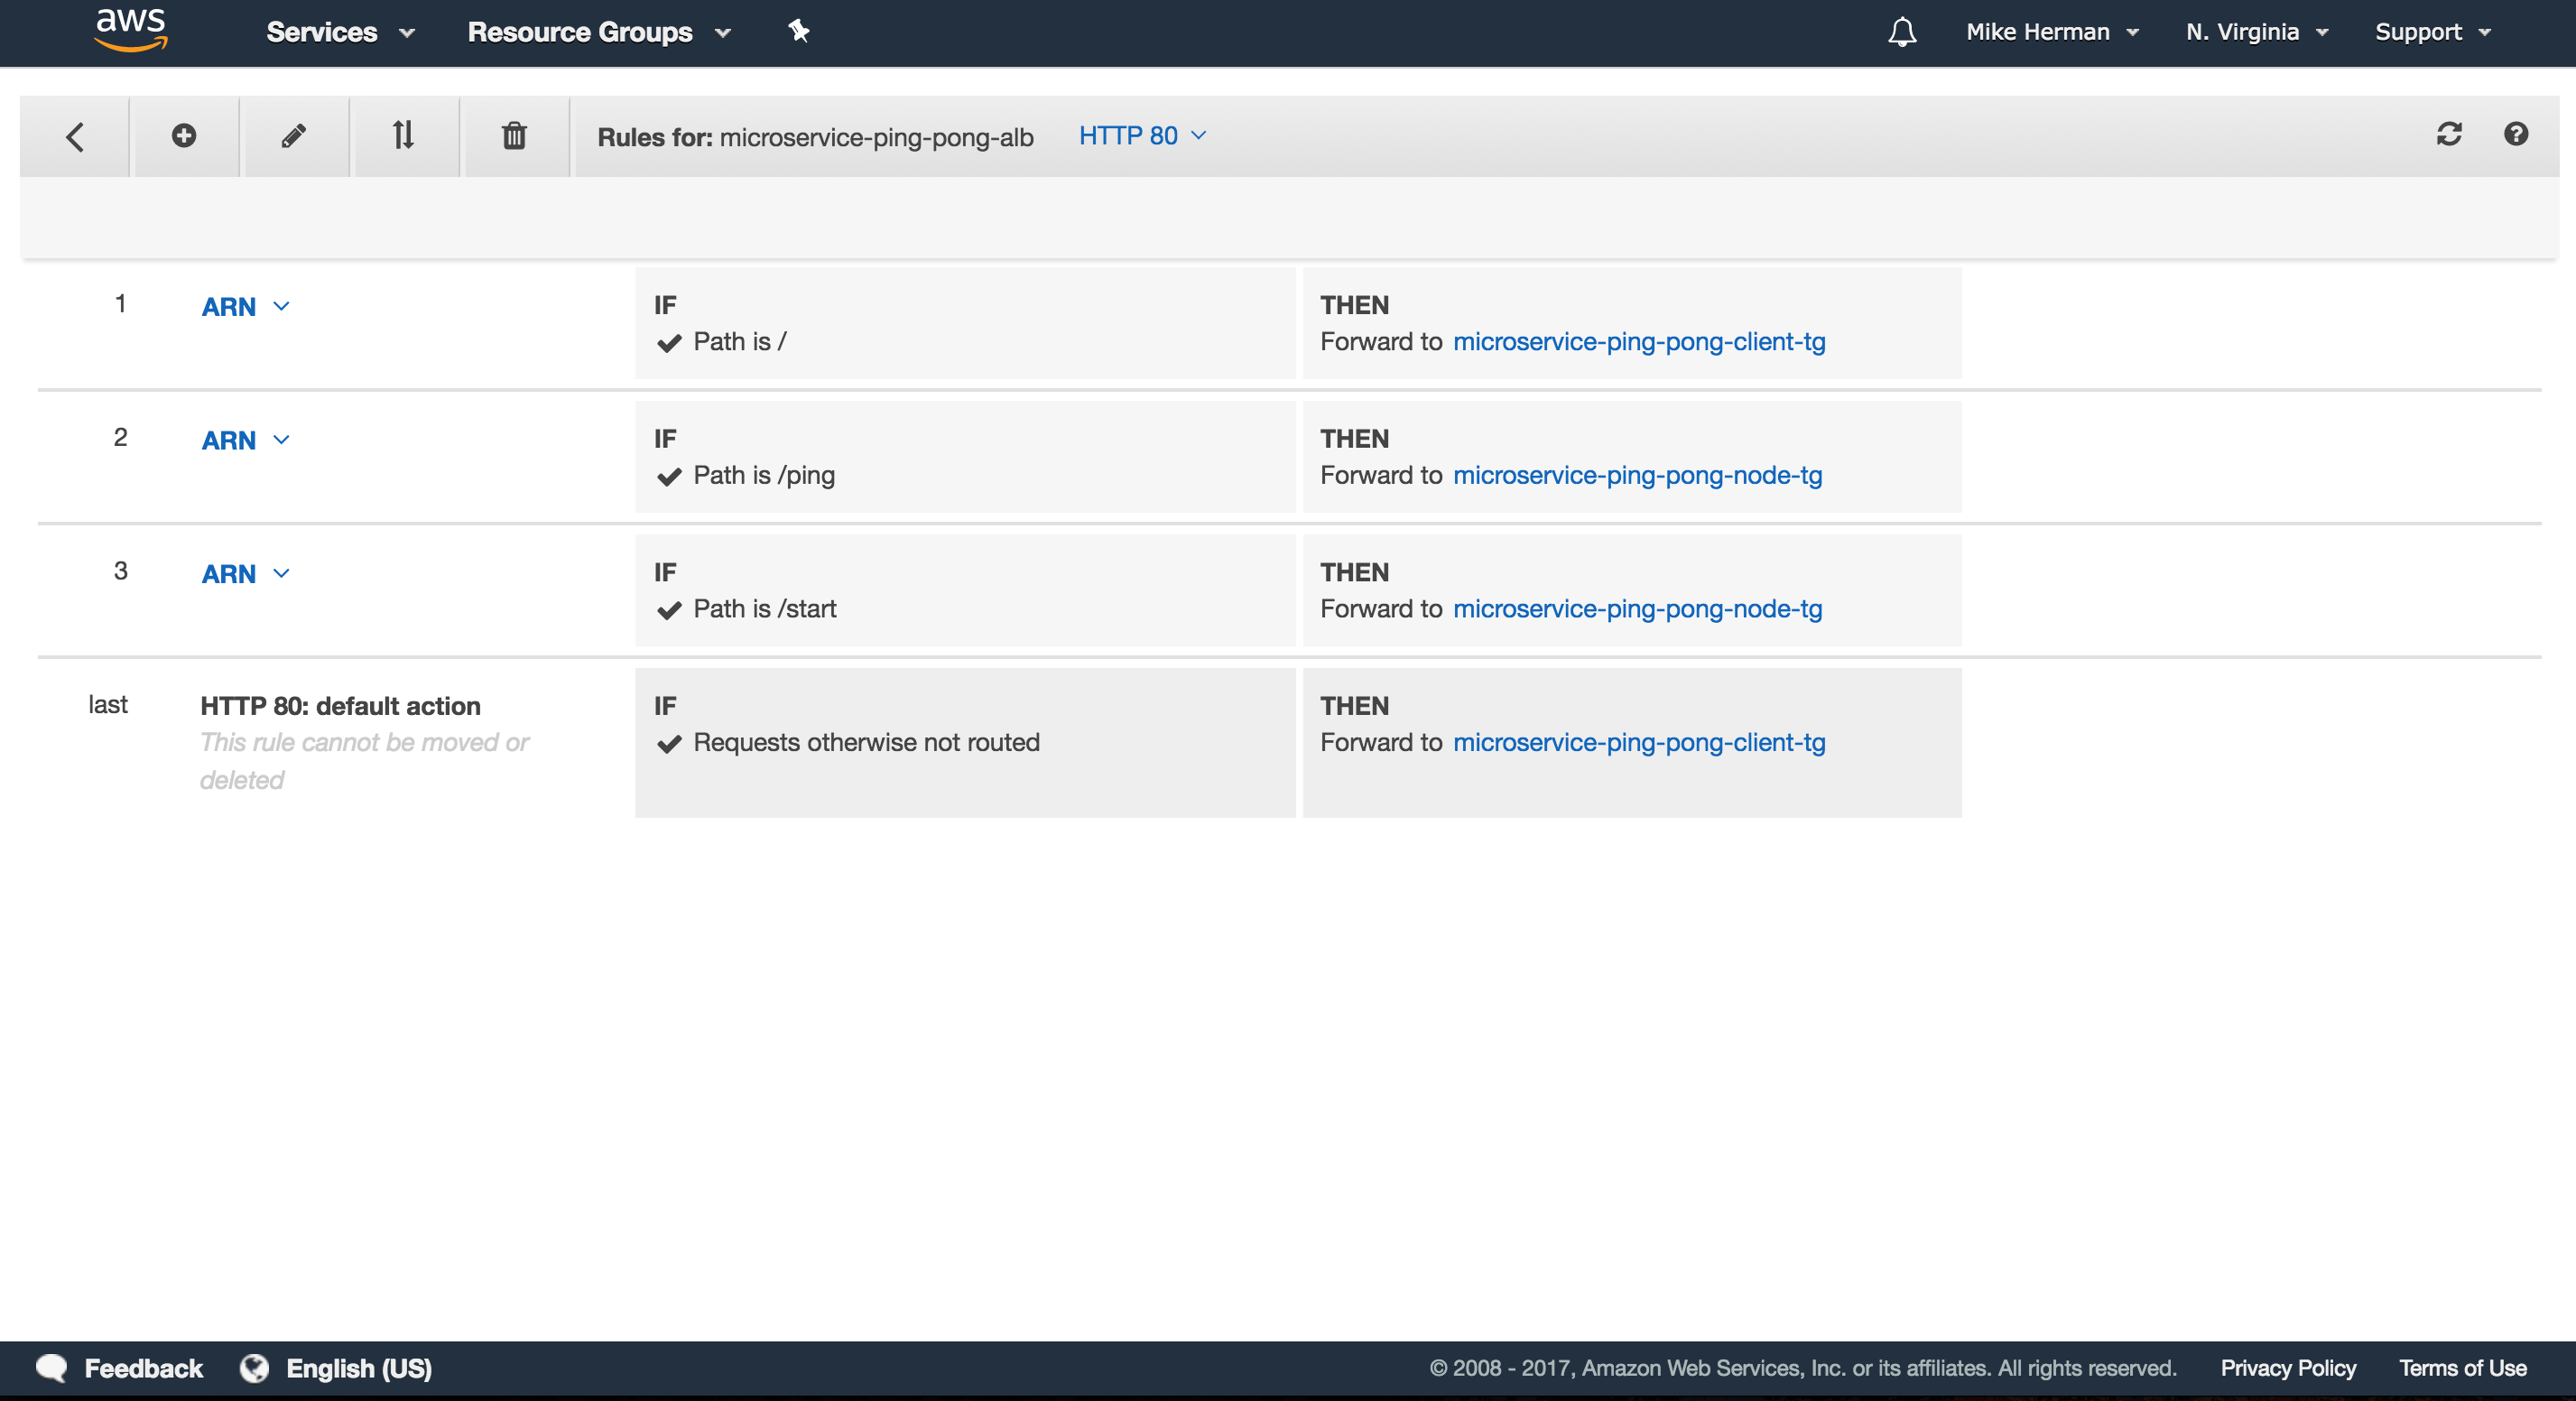 aws Services Resource Groups Mike Herman N. Virginia Support
Rules for: microservice-ping-pong-alb HTTP 80
1 ARN IF THEN
Path is / Forward to microservice-ping-pong-client-tg
2 ARN IF THEN
Path is /ping Forward to microservice-ping-pong-node-tg
3 ARN IF THEN
Path is /start Forward to microservice-ping-pong-node-tg
last HTTP 80: default action IF THEN
This rule cannot be moved or Requests otherwise not routed Forward to microservice-ping-pong-client-tg
deleted
Feedback English (US) © 2008 - 2017, Amazon Web Services, Inc. or its affiliates. All rights reserved. Privacy Policy Terms of Use